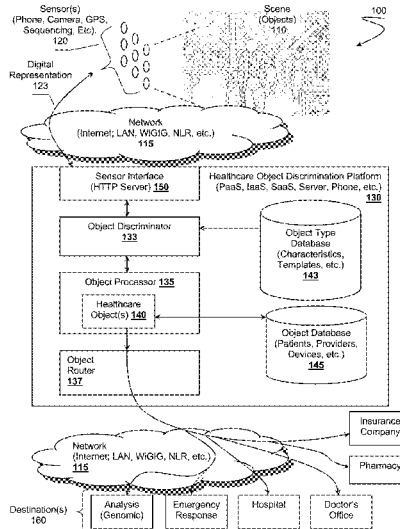 Sensor(s)
(Phone, Camera, GPS,
Sequencing, Etc).
120
Scene
(Objects)
110
100
Digital
Representation
123
Network
(Internet; LAN, WiGIG, NLR, etc.)
115
Sensor Interface
(HTTP Server) 150
Healthcare Object Discrimination Platform
(PaaS, IaaS, SaaS, Server, Phone, etc.)
130
Object Discriminator
133
Object Type
Database
(Characteristics,
Templates, etc.)
143
Object Processor 135
Healthcare
Object(s)
140
Object Database
(Patients, Providers,
Devices, etc.)
145
Object
Router
137
Network
(Internet; LAN, WiGIG, NLR, etc.)
115
Insurance
Company
Pharmacy
Destination(s)
160
Analysis
(Genomic)
Emergency
Response
Hospital
Doctor's
Office